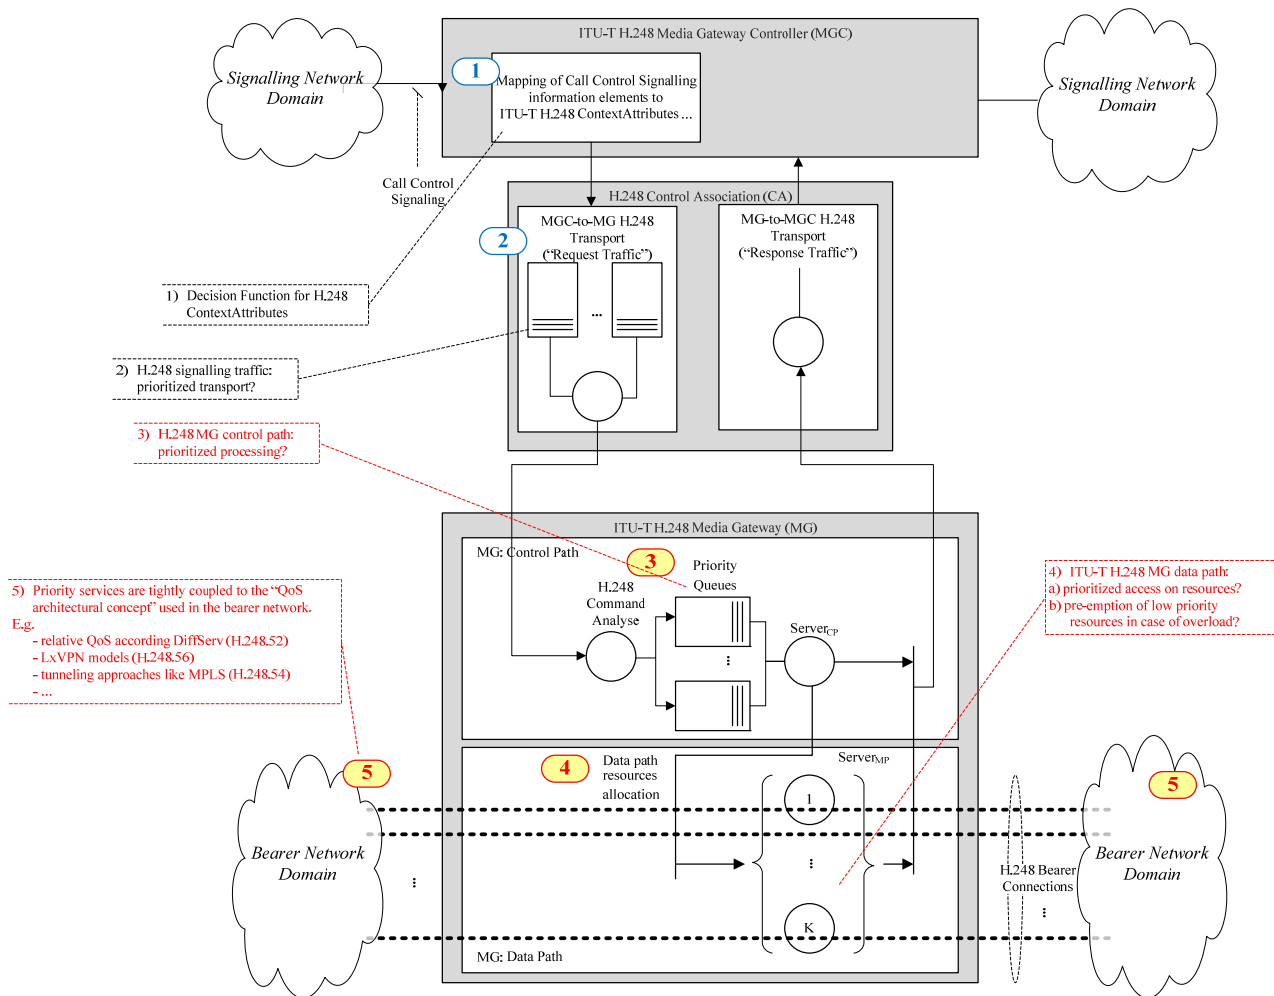 ITU-T H.248 Media Gateway Controller (MGC)
Signalling Network
Domain
1
Mapping of Call Control Signalling
information elements to
ITU-T H.248 ContextAttributes ...
Signalling Network
Domain
Call Control
Signaling
H.248 Control Association (CA)
MGC-to-MG H.248
Transport
(“Request Traffic”)
2
...
MG-to-MGC H.248
Transport
(“Response Traffic”)
1) Decision Function for H.248
ContextAttributes
2) H.248 signalling traffic:
prioritized transport?
3) H.248 MG control path:
prioritized processing?
ITU-T H.248 Media Gateway (MG)
MG: Control Path
3
Priority
Queues
H.248
Command
Analyse
...
ServerCP
4) ITU-T H.248 MG data path:
a) prioritized access on resources?
b) pre-emption of low priority
resources in case of overload?
5) Priority services are tightly coupled to the “QoS
architectural concept” used in the bearer network.
E.g.
- relative QoS according DiffServ (H.248.52)
- LxVPN models (H.248.56)
- tunneling approaches like MPLS (H.248.54)
- ...
4
Data path
resources
allocation
ServerMP
5
5
1
...
K
Bearer Network
Domain
...
H.248 Bearer
Connections
...
Bearer Network
Domain
MG: Data Path